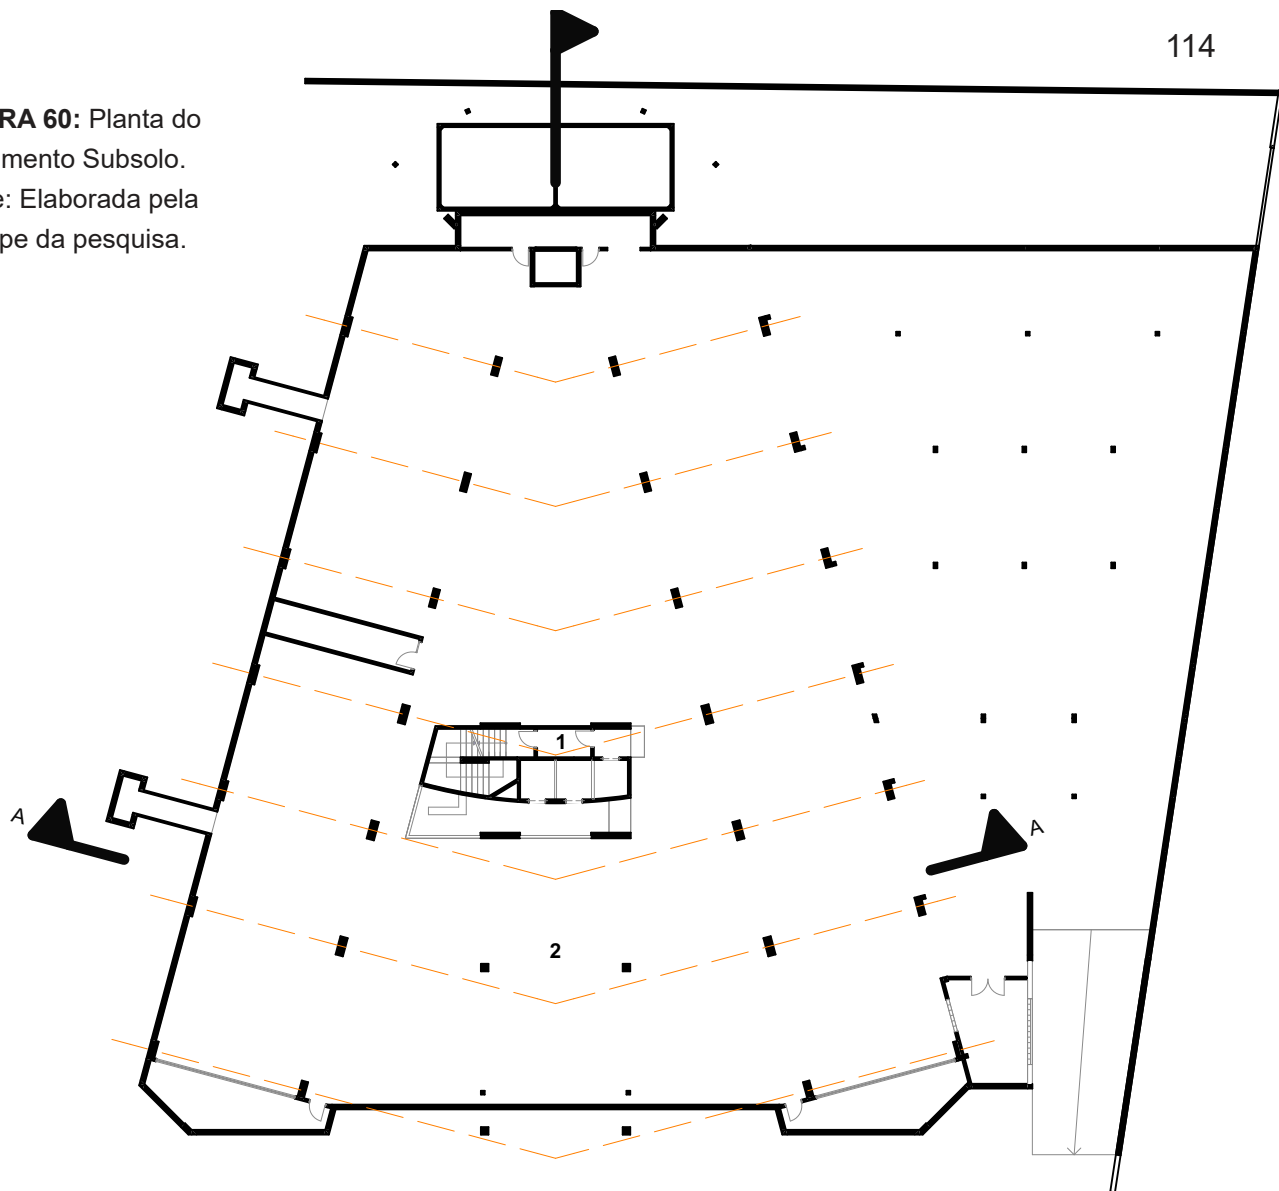 114
RA 60: Planta do
mento Subsolo.
e: Elaborada pela
pe da pesquisa.
1
A
A
2